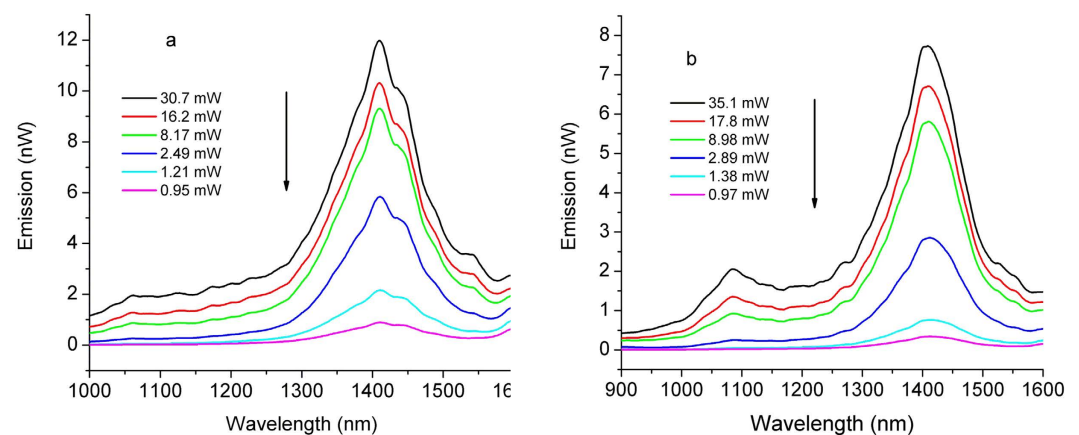 a
12
10
8
6
4
2
0
Emission (nW)
30.7 mW
16.2 mW
8.17 mW
2.49 mW
1.21 mW
0.95 mW
1000 1100 1200 1300 1400 1500
Wavelength (nm)
b
8
7
6
5
4
3
2
1
0
Emission (nW)
35.1 mW
17.8 mW
8.98 mW
2.89 mW
1.38 mW
0.97 mW
900 1000 1100 1200 1300 1400 1500 1600
Wavelength (nm)